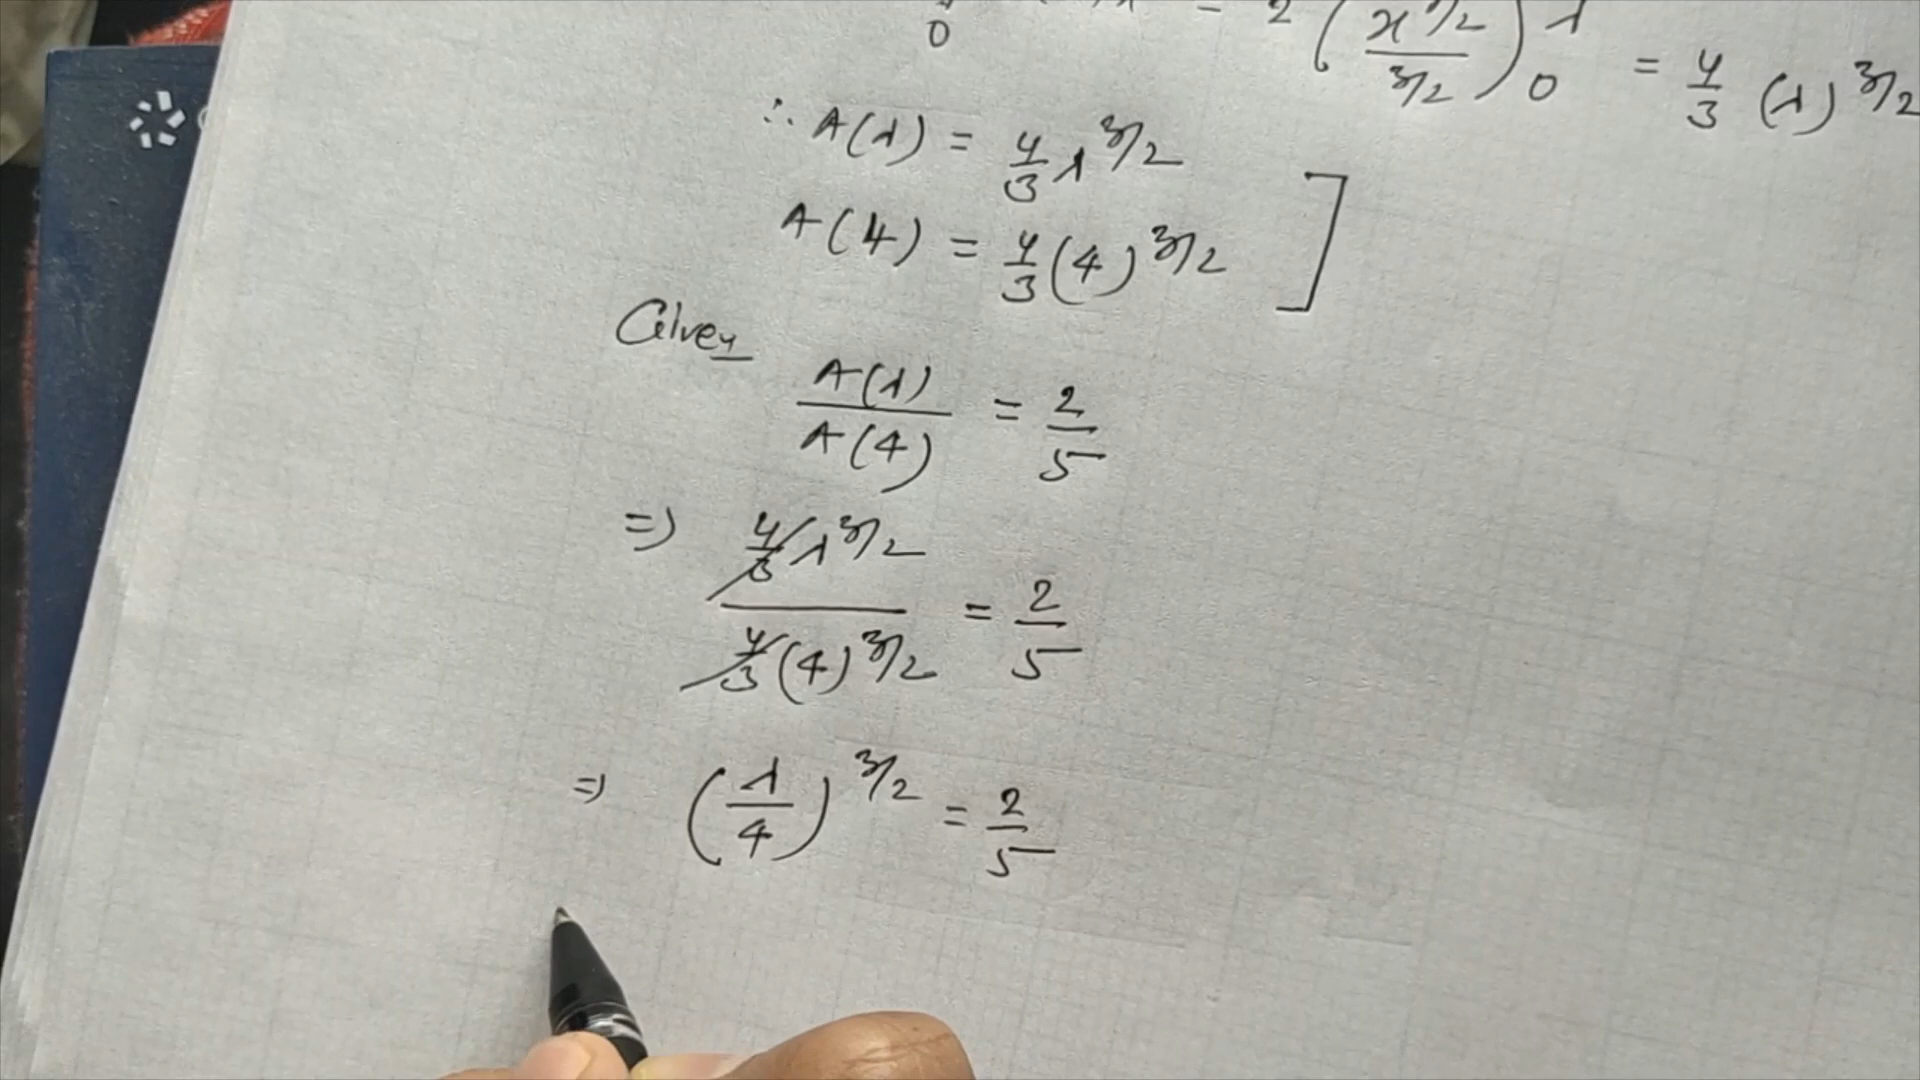 0 = 2 (x^3/2 / 3/2)_0^λ = 4/3 (λ)^3/2
∴ A(λ) = 4/3 λ^3/2
A(4) = 4/3 (4)^3/2 ]
Given
A(λ)/A(4) = 2/5
=> 4/3 λ^3/2 / 4/3 (4)^3/2 = 2/5
=> (λ/4)^3/2 = 2/5